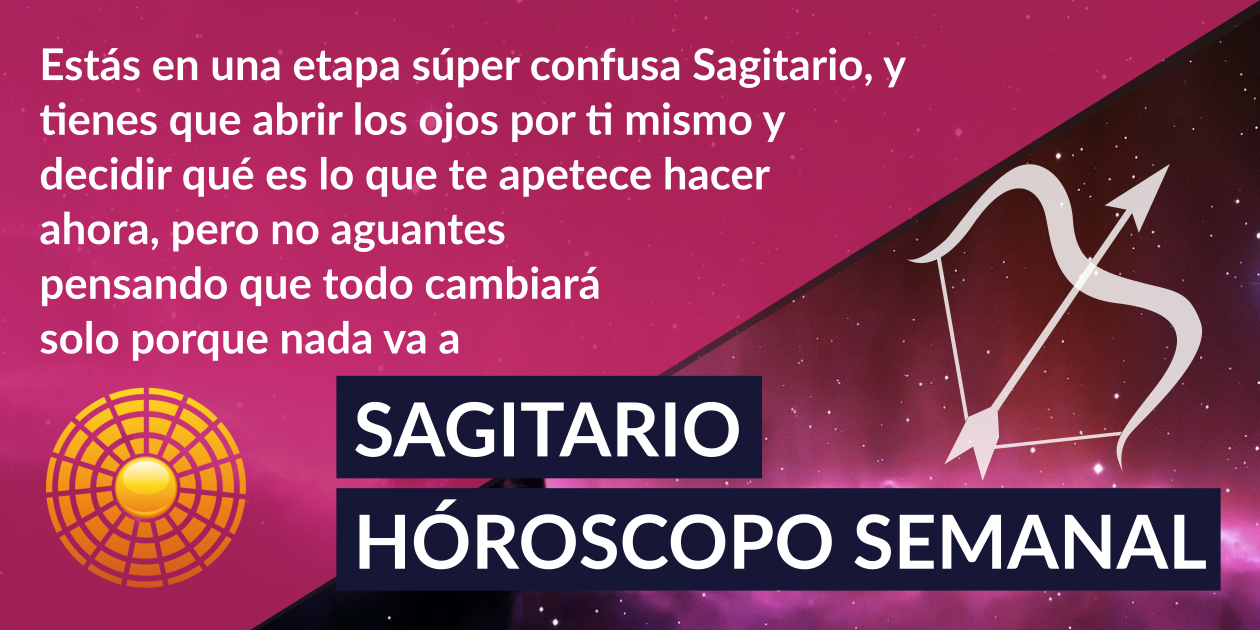 Estás en una etapa súper confusa Sagitario, y
tienes que abrir los ojos por ti mismo y
decidir qué es lo que te apetece hacer
ahora, pero no aguantes
pensando que todo cambiará
solo porque nada va a
SAGITARIO
HÓROSCOPO SEMANAL